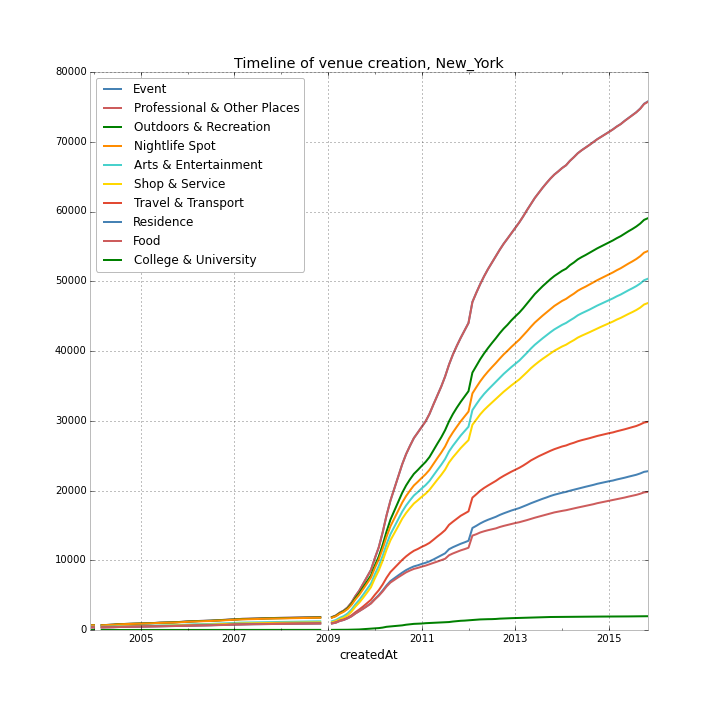 Timeline of venue creation, New_York
80000
70000
60000
50000
40000
30000
20000
10000
0
Event
Professional & Other Places
Outdoors & Recreation
Nightlife Spot
Arts & Entertainment
Shop & Service
Travel & Transport
Residence
Food
College & University
2005 2007 2009 2011 2013 2015
createdAt